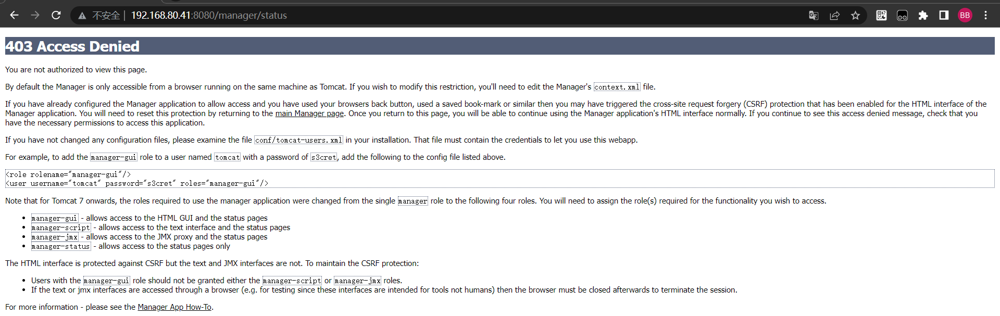 不安全 192.168.80.41:8080/manager/status
BB
403 Access Denied
You are not authorized to view this page.
By default the Manager is only accessible from a browser running on the same machine as Tomcat. If you wish to modify this restriction, you'll need to edit the Manager's context.xml file.
If you have already configured the Manager application to allow access and you have used your browsers back button, used a saved book-mark or similar then you may have triggered the cross-site request forgery (CSRF) protection that has been enabled for the HTML interface of the
Manager application. You will need to reset this protection by returning to the main Manager page. Once you return to this page, you will be able to continue using the Manager application's HTML interface normally. If you continue to see this access denied message, check that you
have the necessary permissions to access this application.
If you have not changed any configuration files, please examine the file conf/tomcat-users.xml in your installation. That file must contain the credentials to let you use this webapp.
For example, to add the manager-gui role to a user named tomcat with a password of s3cret, add the following to the config file listed above.
<role rolename="manager-gui"/>
<user username="tomcat" password="s3cret" roles="manager-gui"/>
Note that for Tomcat 7 onwards, the roles required to use the manager application were changed from the single manager role to the following four roles. You will need to assign the role(s) required for the functionality you wish to access.
• manager-gui - allows access to the HTML GUI and the status pages
• manager-script - allows access to the text interface and the status pages
• manager-jmx - allows access to the JMX proxy and the status pages
• manager-status - allows access to the status pages only
The HTML interface is protected against CSRF but the text and JMX interfaces are not. To maintain the CSRF protection:
• Users with the manager-gui role should not be granted either the manager-script or manager-jmx roles.
• If the text or jmx interfaces are accessed through a browser (e.g. for testing since these interfaces are intended for tools not humans) then the browser must be closed afterwards to terminate the session.
For more information - please see the Manager App How-To.